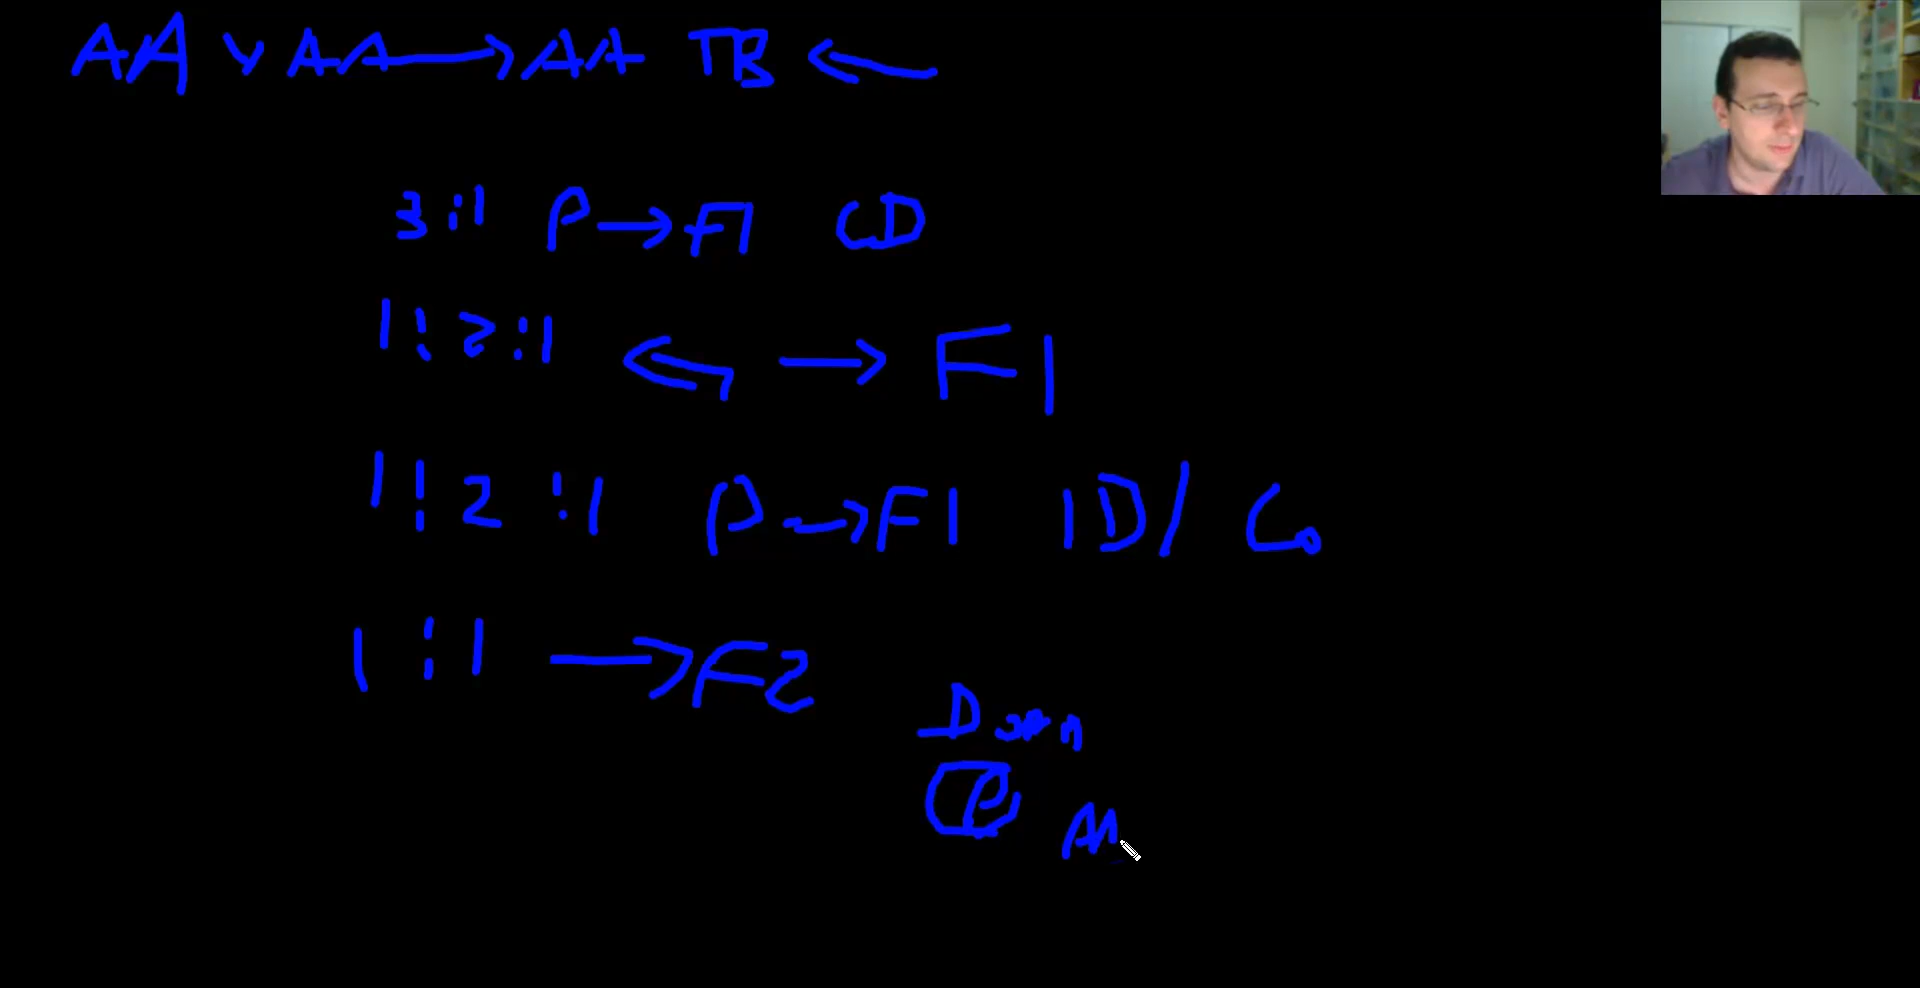 AA x AA → AA TB ←
3:1 P → F1 CD
1:2:1 ← → F1
1:2:1 P → F1 ID/ Co
1:1 → F2
P